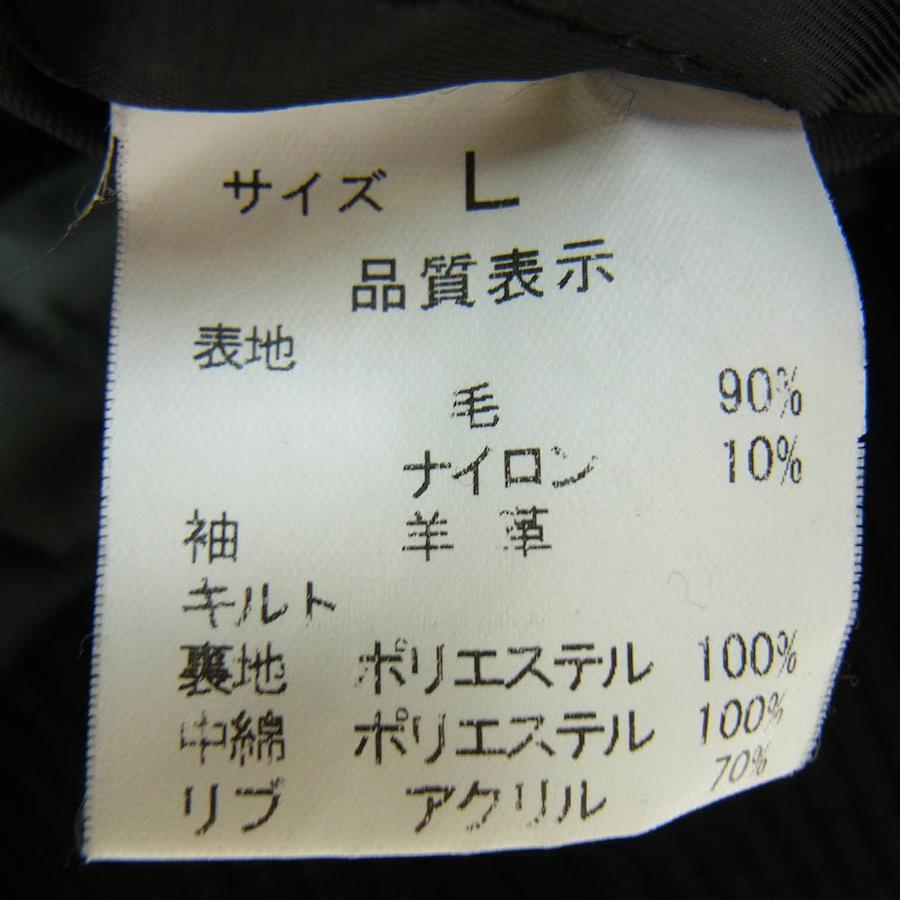 サイズ L
品質表示
表地
毛 90%
ナイロン 10%
袖 羊革
キルト
裏地 ポリエステル 100%
中綿 ポリエステル 100%
リブ アクリル 70%